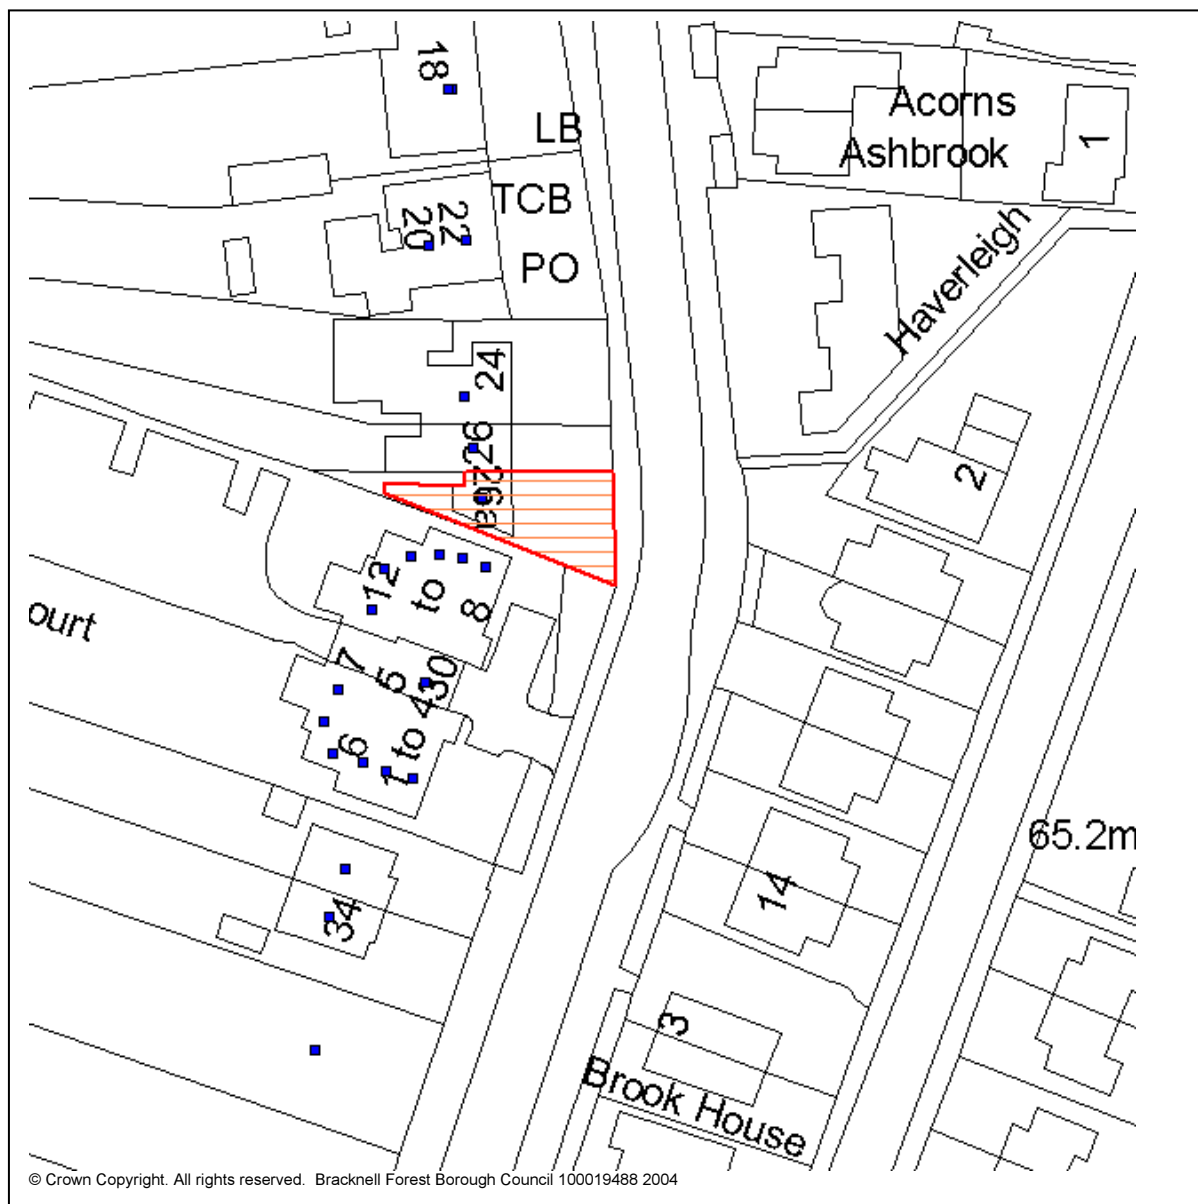 18
LB
Acorns
Ashbrook
1
TCB
20
22
PO
Haverleigh
24
26
26a
2
12
to
8
ourt
7
5
30
1 to 4
6
65.2m
14
34
3
Brook House
© Crown Copyright. All rights reserved. Bracknell Forest Borough Council 100019488 2004